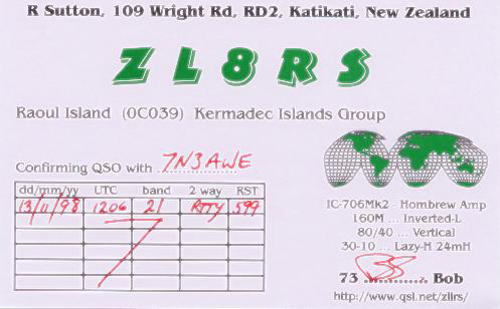 R Sutton, 109 Wright Rd, RD2, Katikati, New Zealand
ZL8RS
Raoul Island (OC039) Kermadec Islands Group
Confirming QSO with 7N3AWE
dd/mm/yy UTC band 2 way RST
13/11/98 1206 21 RTTY 599
IC-706Mk2 - Hombrew Amp
160M ... Inverted-L
80/40 ... Vertical
30-10 .... Lazy-H 24mH
73 ............. Bob
http://www.qsl.net/zl1rs/